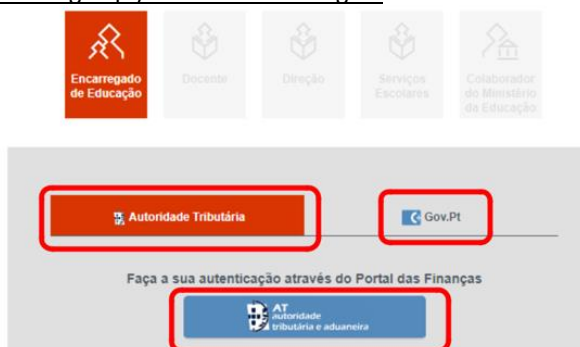 Encarregado
de Educação
Docente
Direção
Serviços
Escolares
Colaborador
do Ministério
da Educação
Autoridade Tributária
Gov.Pt
Faça a sua autenticação através do Portal das Finanças
AT
autoridade
tributária e aduaneira